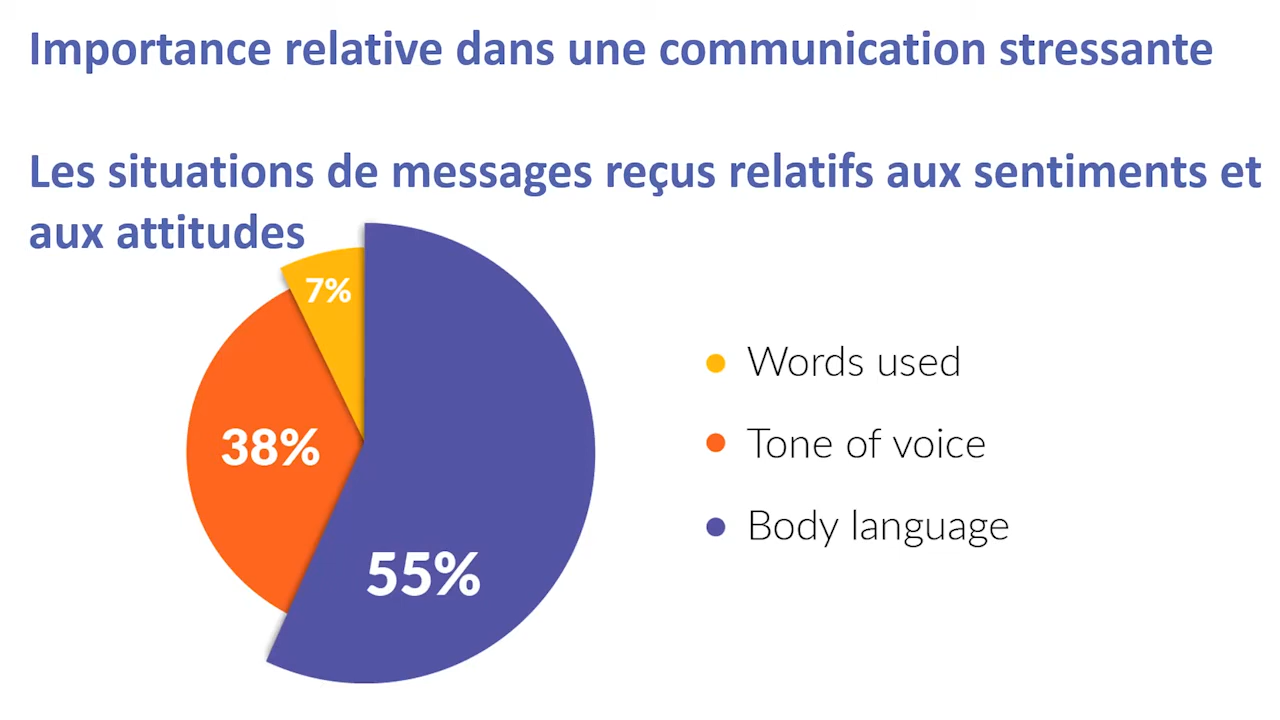 Importance relative dans une communication stressante
Les situations de messages reçus relatifs aux sentiments et
aux attitudes
7%
38%
55%
Words used
Tone of voice
Body language